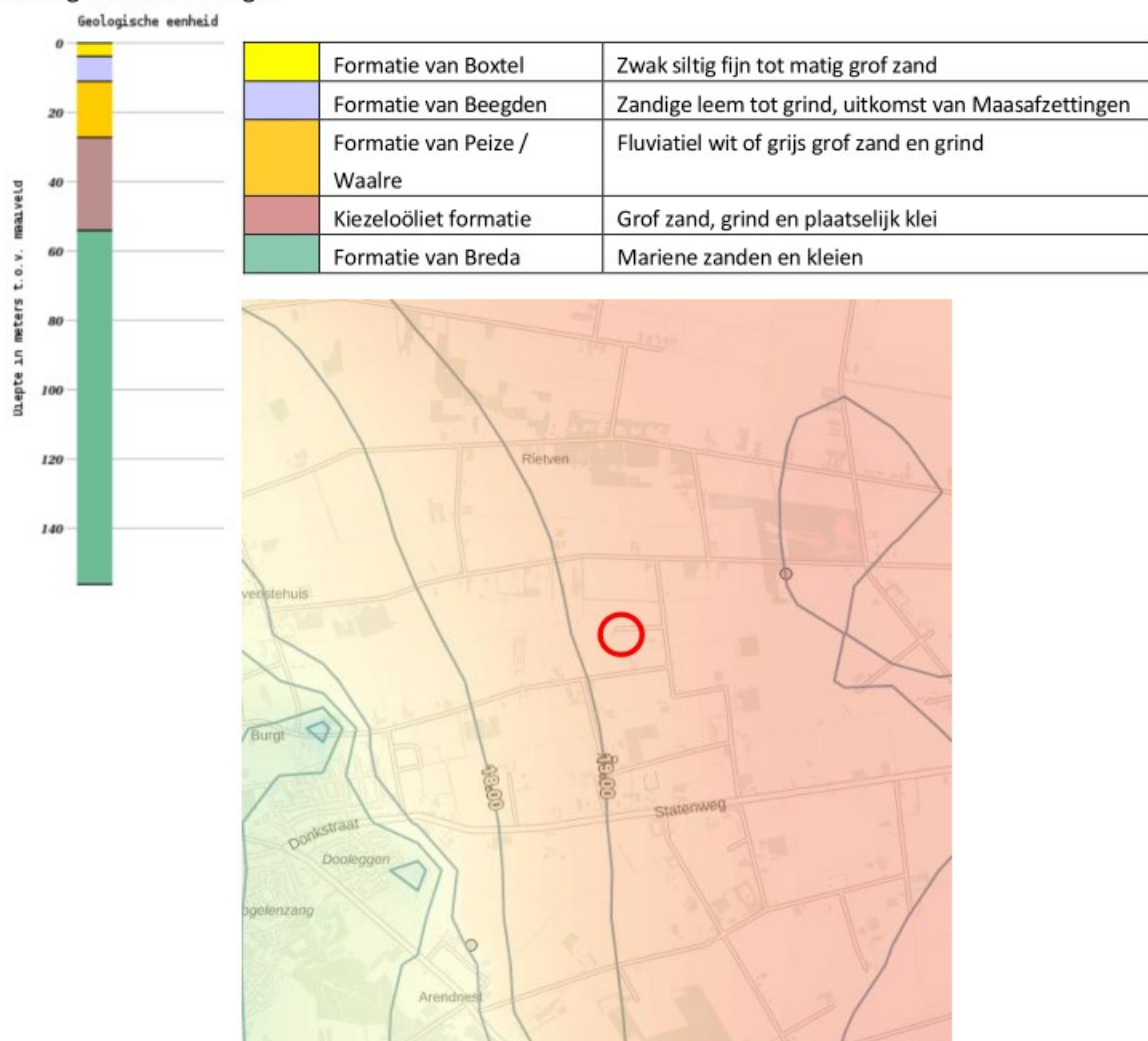 Geologische eenheid
Diepte in meters t.o.v. maaiveld
0
20
40
60
80
100
120
140
Formatie van Boxtel Zwak siltig fijn tot matig grof zand
Formatie van Beegden Zandige leem tot grind, uitkomst van Maasafzettingen
Formatie van Peize / Fluviatiel wit of grijs grof zand en grind
Waalre
Kiezeloöliet formatie Grof zand, grind en plaatselijk klei
Formatie van Breda Mariene zanden en kleien
Rietven
venstehuis
Burgt
18.00
19.00
Statenweg
Donkstraat
Dooleggen
ogelenzang
Arendnest